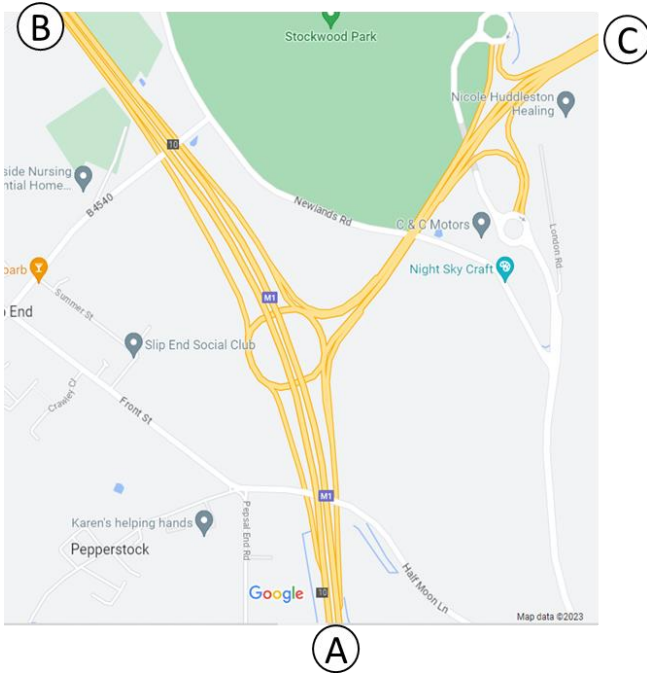 B
Stockwood Park
C
Nicole Huddleston
Healing
10
side Nursing
ntial Home...
B4540
Newlands Rd
C & C Motors
London Rd
arb
Night Sky Craft
Summer St
M1
End
Slip End Social Club
Crawley Cl
Front St
M1
Karen's helping hands
Pepsal End Rd
Pepperstock
Half Moon Ln
Google
10
Map data ©2023
A